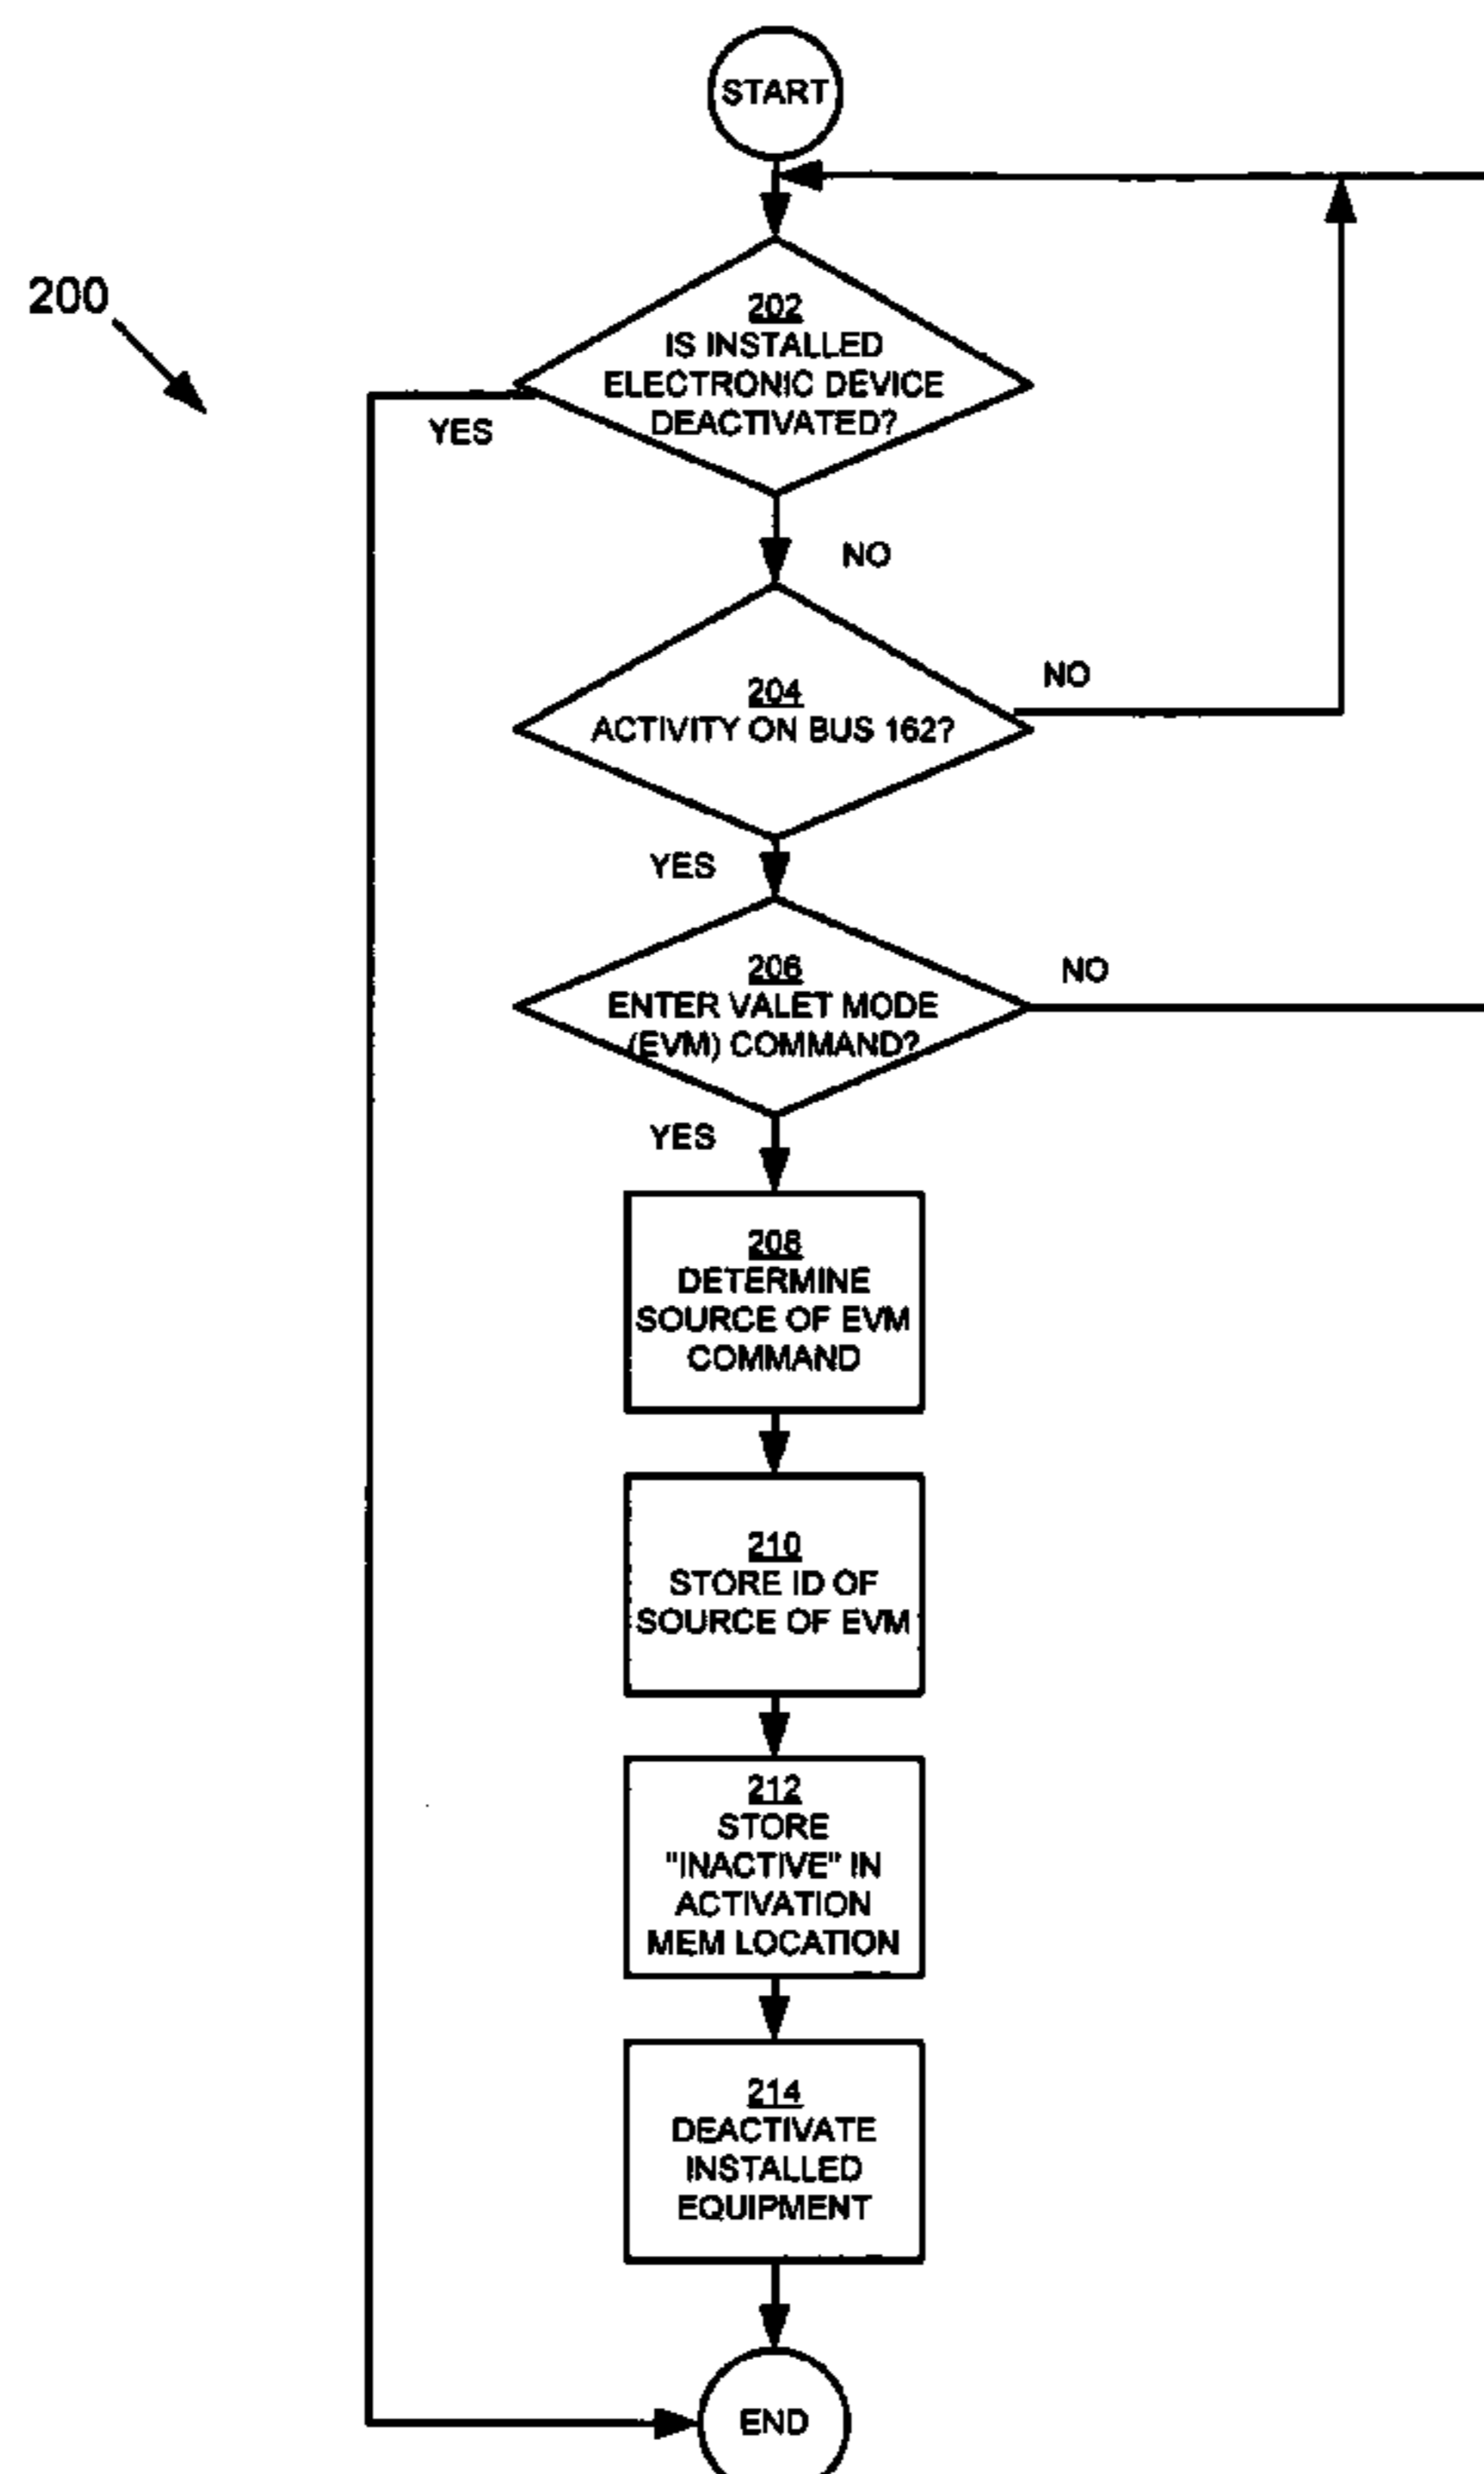 START
200
202
IS INSTALLED
ELECTRONIC DEVICE
DEACTIVATED?
YES
NO
204
ACTIVITY ON BUS 162?
NO
YES
206
ENTER VALET MODE
(EVM) COMMAND?
NO
YES
208
DETERMINE
SOURCE OF EVM
COMMAND
210
STORE ID OF
SOURCE OF EVM
212
STORE
"INACTIVE" IN
ACTIVATION
MEM LOCATION
214
DEACTIVATE
INSTALLED
EQUIPMENT
END